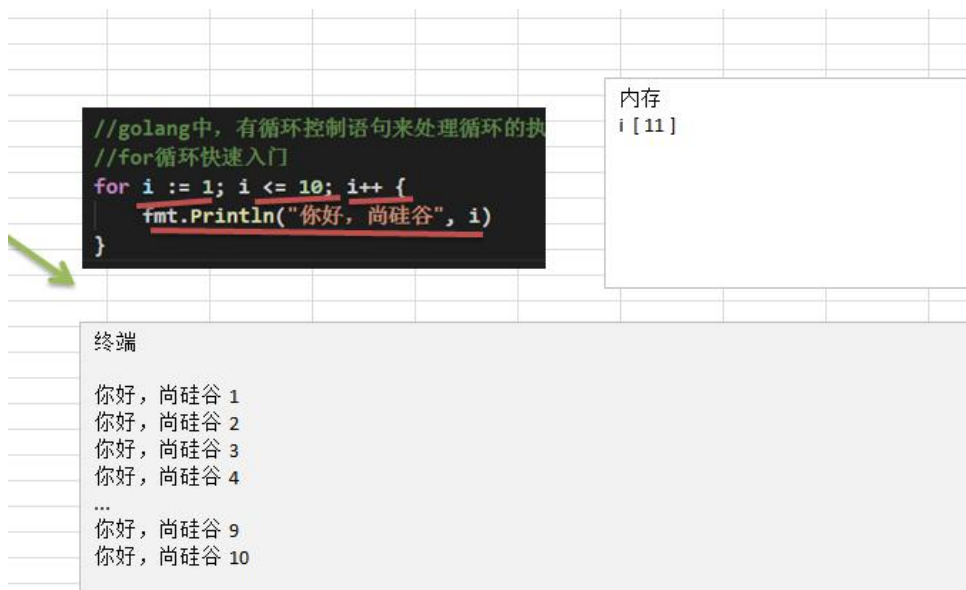 //golang中，有循环控制语句来处理循环的执
//for循环快速入门
for i := 1; i <= 10; i++ {
fmt.Println("你好，尚硅谷", i)
}
内存
i [ 11 ]
终端
你好，尚硅谷 1
你好，尚硅谷 2
你好，尚硅谷 3
你好，尚硅谷 4
...
你好，尚硅谷 9
你好，尚硅谷 10